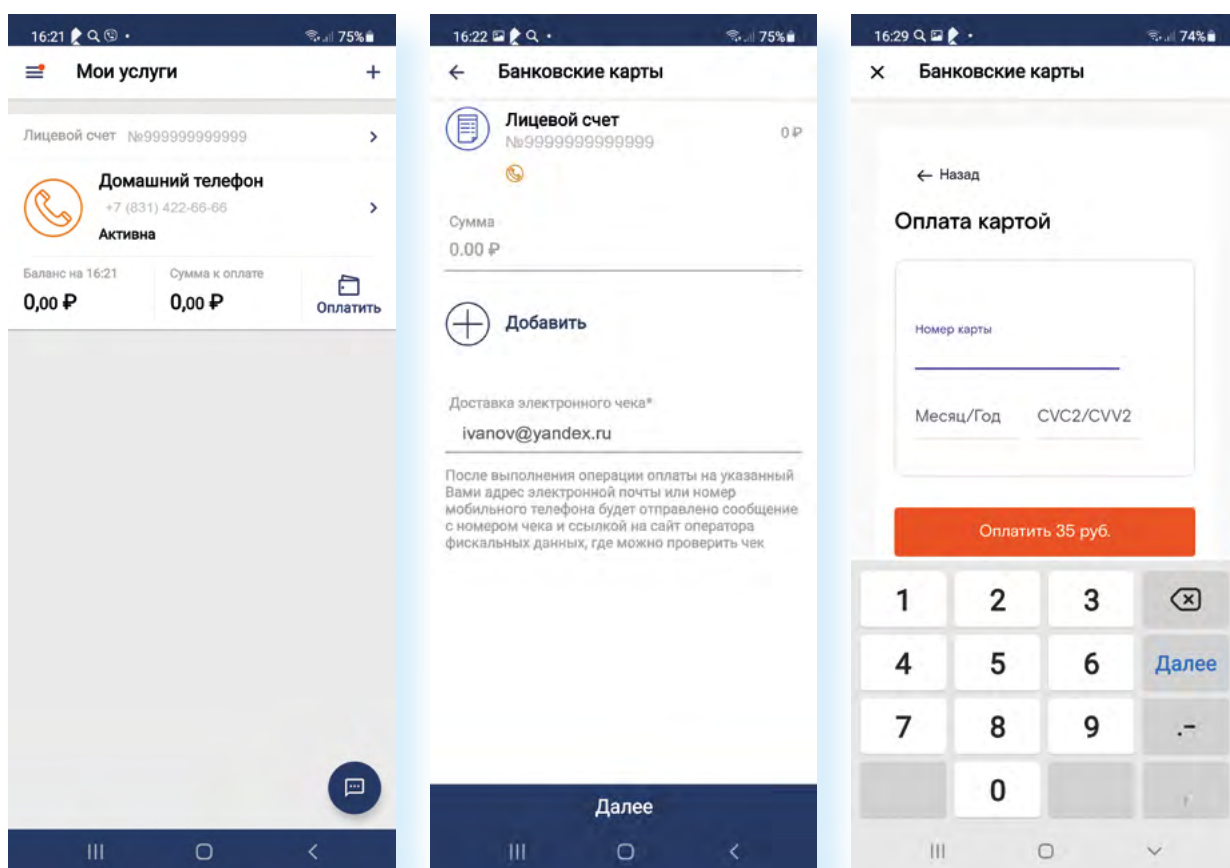 16:21
75%
Мои услуги
+
Лицевой счет №999999999999
Домашний телефон
+7 (831) 422-66-66
Активна
Баланс на 16:21
Сумма к оплате
0,00 ₽
0,00 ₽
Оплатить
16:22
75%
Банковские карты
Лицевой счет
№9999999999999
0 ₽
Сумма
0.00 ₽
Добавить
Доставка электронного чека*
ivanov@yandex.ru
После выполнения операции оплаты на указанный
Вами адрес электронной почты или номер
мобильного телефона будет отправлено сообщение
с номером чека и ссылкой на сайт оператора
фискальных данных, где можно проверить чек
Далее
16:29
74%
Банковские карты
← Назад
Оплата картой
Номер карты
Месяц/Год CVC2/CVV2
Оплатить 35 руб.
1 2 3
4 5 6 Далее
7 8 9 .-
0 ,